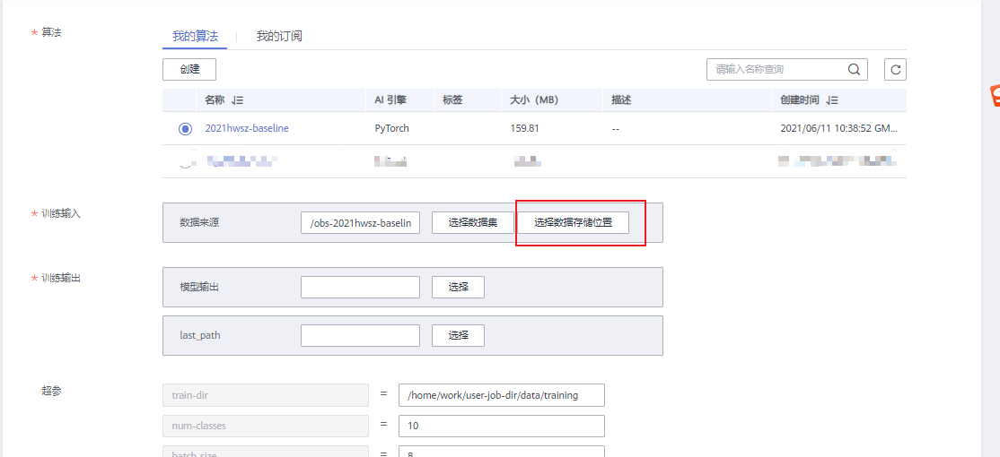 * 算法
我的算法 我的订阅
创建 请输入名称查询
名称 AI 引擎 标签 大小（MB） 描述 创建时间
2021hwsz-baseline PyTorch 159.81 -- 2021/06/11 10:38:52 GM...
* 训练输入
数据来源 /obs-2021hwsz-baselin 选择数据集 选择数据存储位置
* 训练输出
模型输出 选择
last_path 选择
超参
train-dir = /home/work/user-job-dir/data/training
num-classes = 10
batch_size = 8